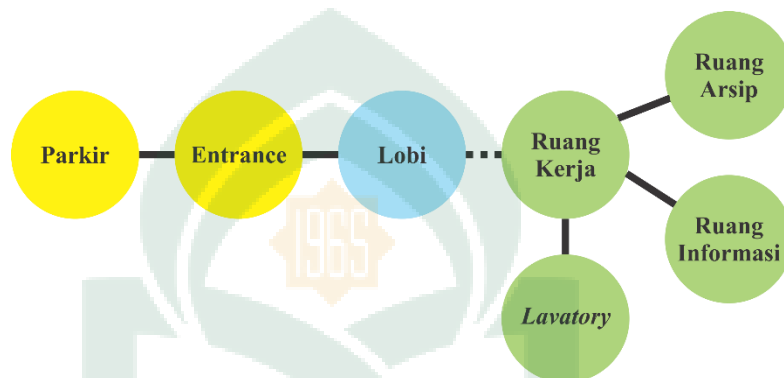 Ruang
Arsip
Parkir
Entrance
Lobi
Ruang
Kerja
Ruang
Informasi
Lavatory
1965